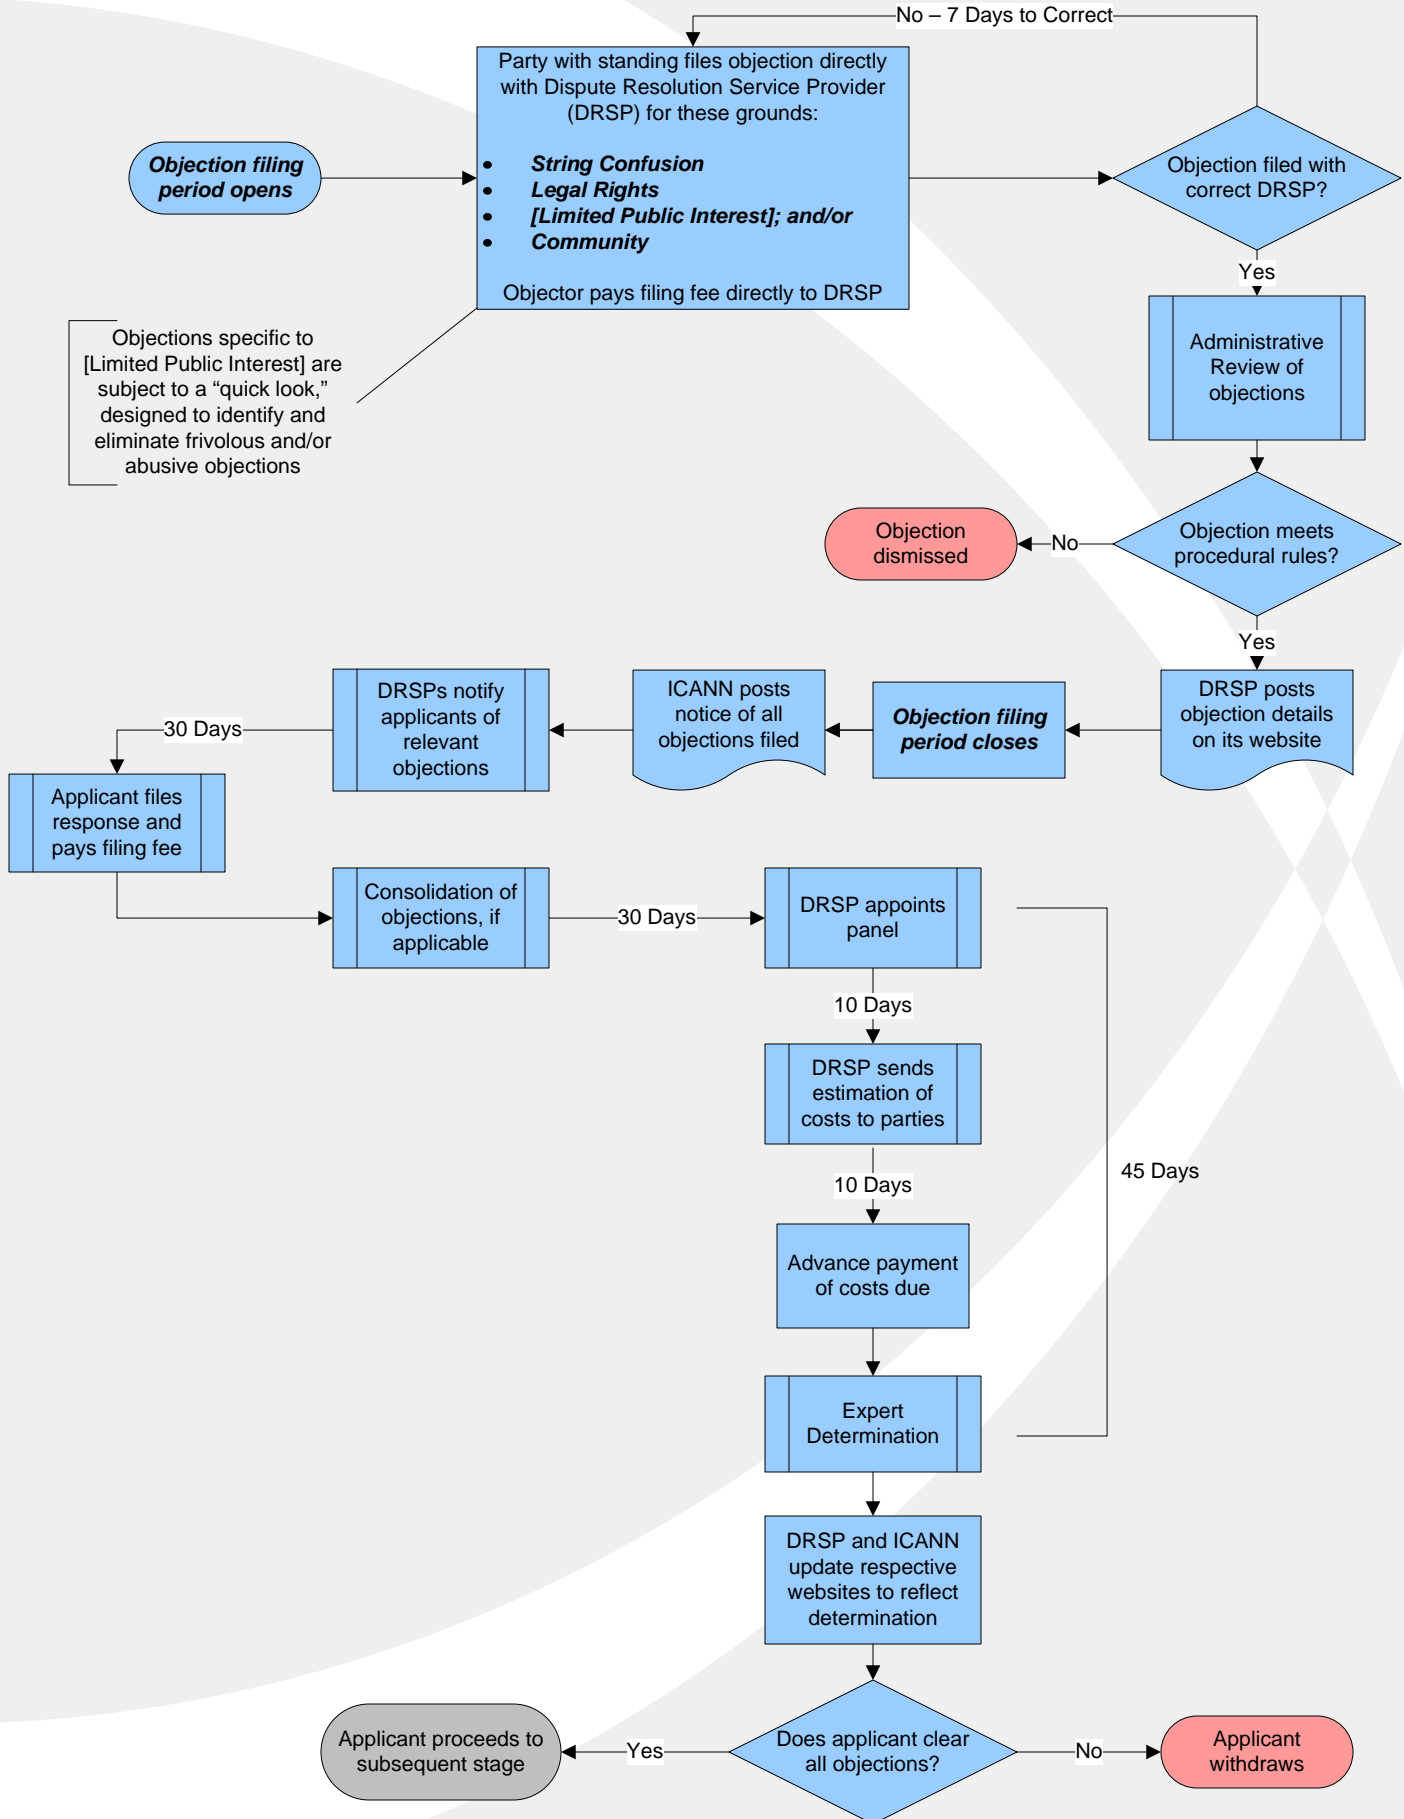 No – 7 Days to Correct
Party with standing files objection directly
with Dispute Resolution Service Provider
(DRSP) for these grounds:
• String Confusion
• Legal Rights
• [Limited Public Interest]; and/or
• Community
Objector pays filing fee directly to DRSP
Objection filing
period opens
Objection filed with
correct DRSP?
Yes
Objections specific to
[Limited Public Interest] are
subject to a “quick look,”
designed to identify and
eliminate frivolous and/or
abusive objections
Administrative
Review of
objections
Objection meets
procedural rules?
No
Objection
dismissed
Yes
DRSP posts
objection details
on its website
Objection filing
period closes
ICANN posts
notice of all
objections filed
DRSPs notify
applicants of
relevant
objections
30 Days
Applicant files
response and
pays filing fee
Consolidation of
objections, if
applicable
30 Days
DRSP appoints
panel
10 Days
DRSP sends
estimation of
costs to parties
10 Days
45 Days
Advance payment
of costs due
Expert
Determination
DRSP and ICANN
update respective
websites to reflect
determination
Does applicant clear
all objections?
Yes
Applicant proceeds to
subsequent stage
No
Applicant
withdraws